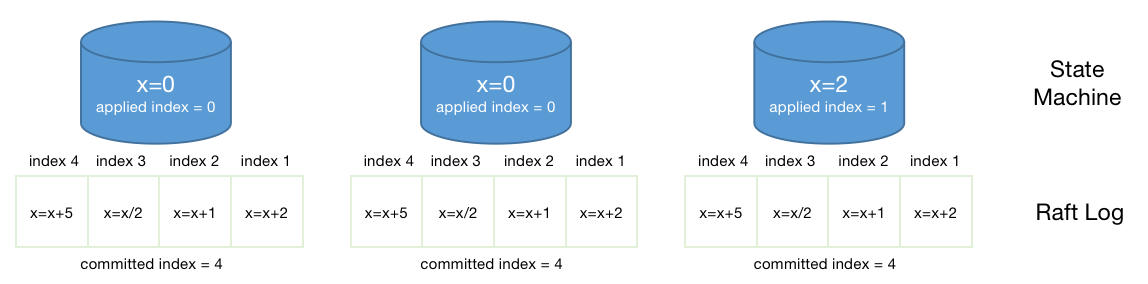 x=0
applied index = 0
x=0
applied index = 0
x=2
applied index = 1
State
Machine
index 4 index 3 index 2 index 1
index 4 index 3 index 2 index 1
index 4 index 3 index 2 index 1
x=x+5 x=x/2 x=x+1 x=x+2
x=x+5 x=x/2 x=x+1 x=x+2
x=x+5 x=x/2 x=x+1 x=x+2
Raft Log
committed index = 4
committed index = 4
committed index = 4